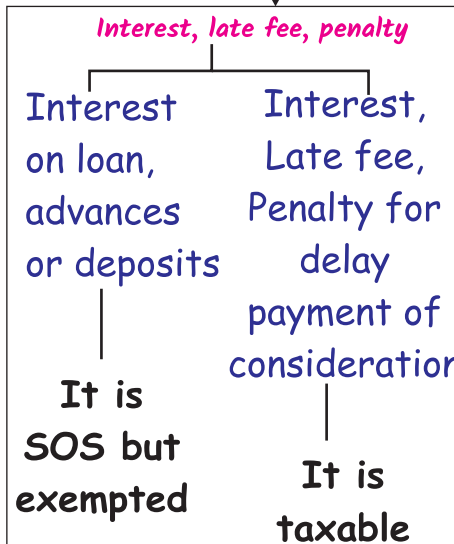 Interest, late fee, penalty
Interest
on loan,
advances
or deposits
It is
SOS but
exempted
Interest,
Late fee,
Penalty for
delay
payment of
consideration
It is
taxable